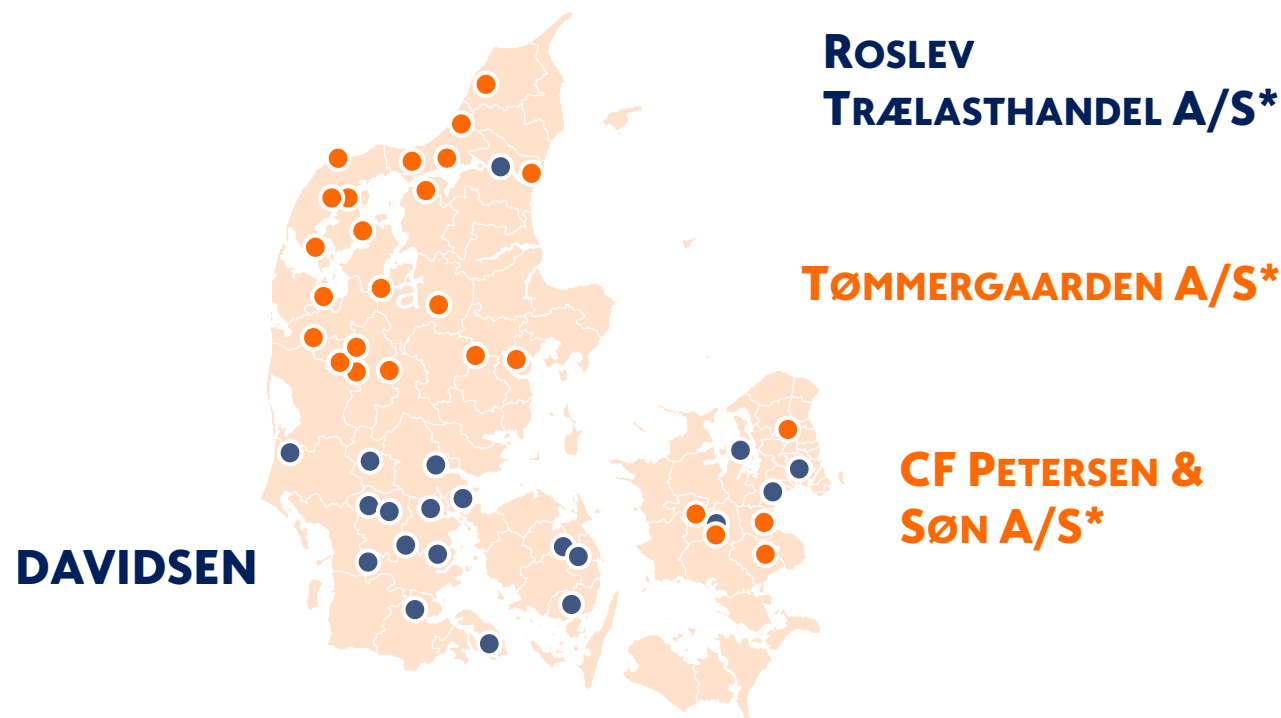 ROSLEV
TRÆLASTHANDEL A/S*
TØMMERGAARDEN A/S*
å
CF PETERSEN &
SØN A/S*
DAVIDSEN